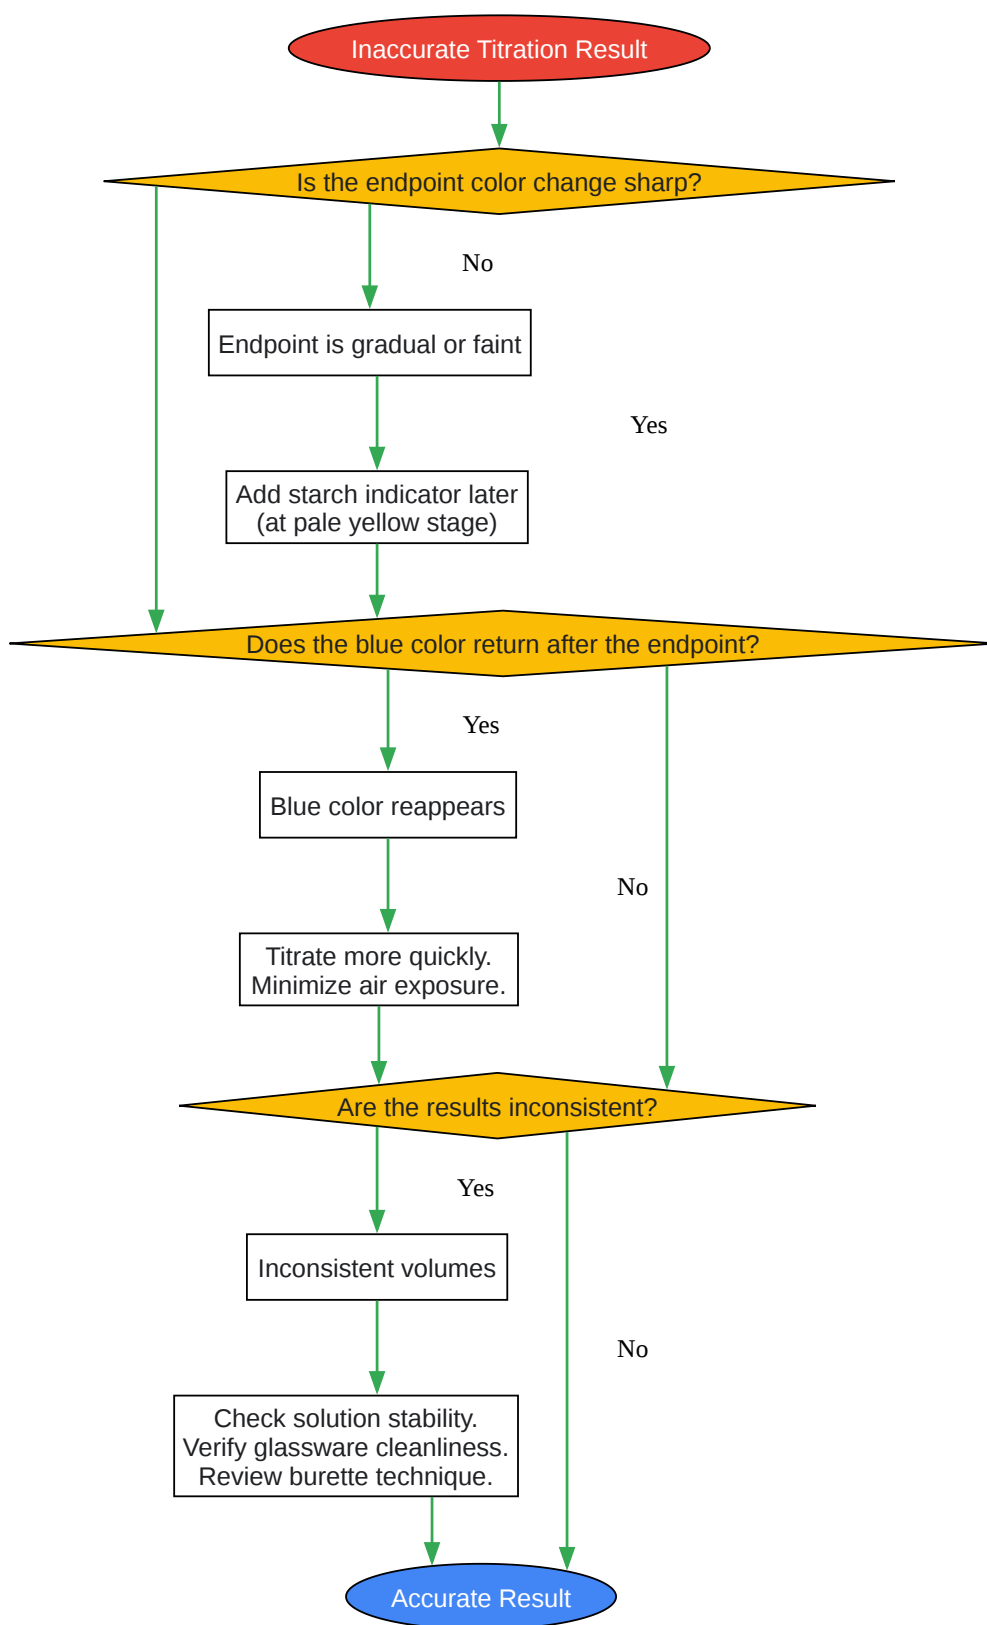 Inaccurate Titration Result
Is the endpoint color change sharp?
No
Endpoint is gradual or faint
Yes
Add starch indicator later
(at pale yellow stage)
Does the blue color return after the endpoint?
Yes
Blue color reappears
No
Titrate more quickly.
Minimize air exposure.
Are the results inconsistent?
Yes
Inconsistent volumes
No
Check solution stability.
Verify glassware cleanliness.
Review burette technique.
Accurate Result